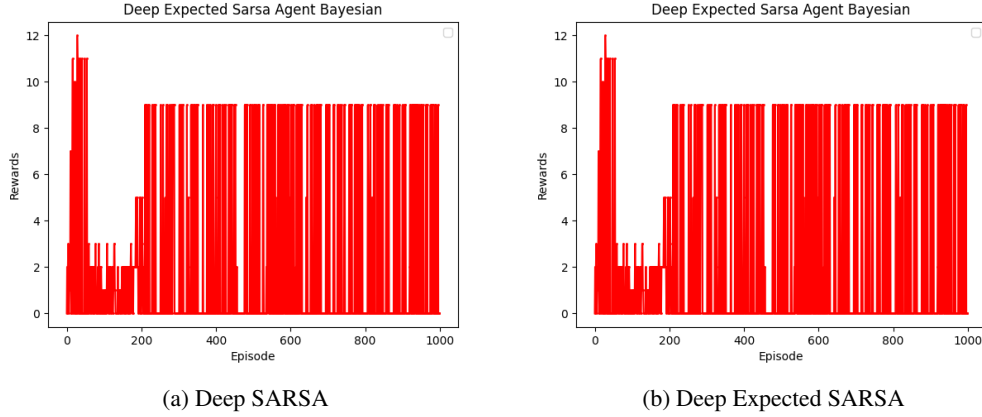 Deep Expected Sarsa Agent Bayesian
12
10
8
6
4
2
0
Rewards
0 200 400 600 800 1000
Episode
(a) Deep SARSA
Deep Expected Sarsa Agent Bayesian
12
10
8
6
4
2
0
Rewards
0 200 400 600 800 1000
Episode
(b) Deep Expected SARSA